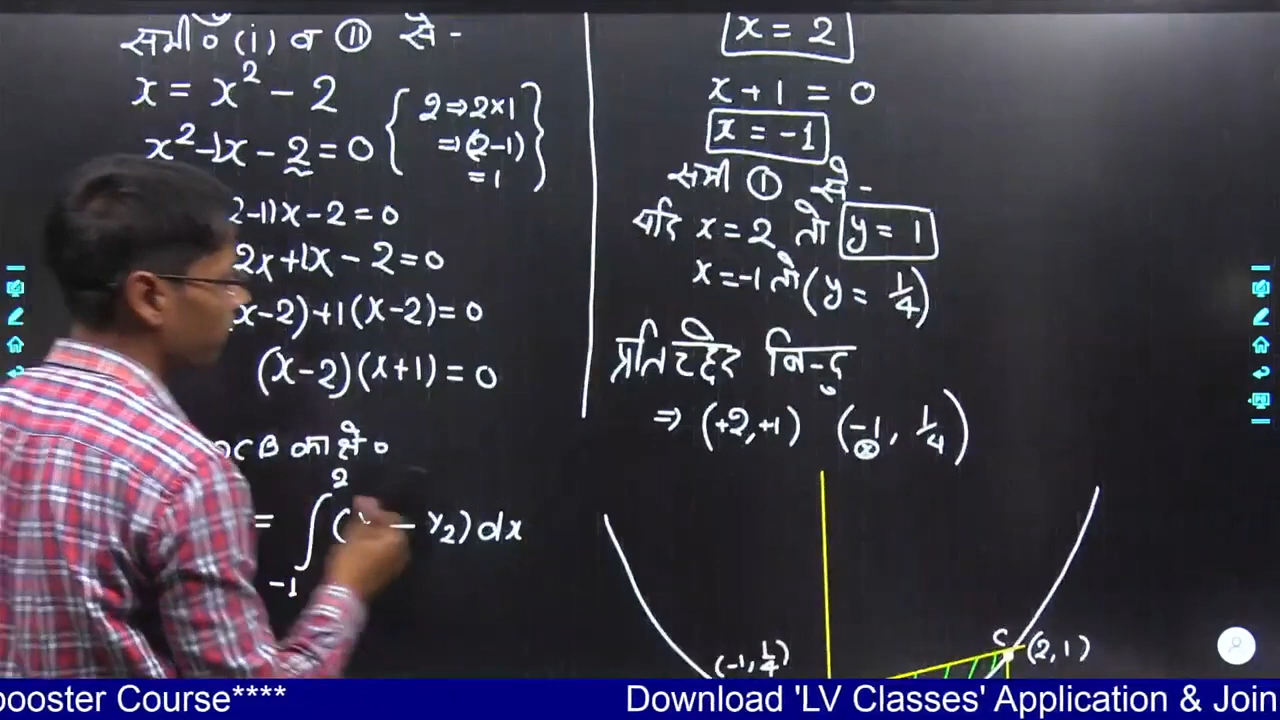 समी० (i) व (ii) से -
x = x² - 2
x² - 1x - 2 = 0
{ 2 ⇒ 2×1
⇒ (2-1)
= 1 }
2-1)x - 2 = 0
2x + 1x - 2 = 0
x-2) + 1(x-2) = 0
(x-2)(x+1) = 0
OCB का क्षे०
= ∫₋₁² ( - y₂) dx
x = 2
x + 1 = 0
x = -1
समी (i) से -
यदि x = 2 तो y = 1
x = -1 तो (y = 1/4)
प्रतिच्छेद बिन्दु
⇒ (+2, +1) (-1, 1/4)
(-1, 1/4)
C (2, 1)
booster Course****
Download 'LV Classes' Application & Join